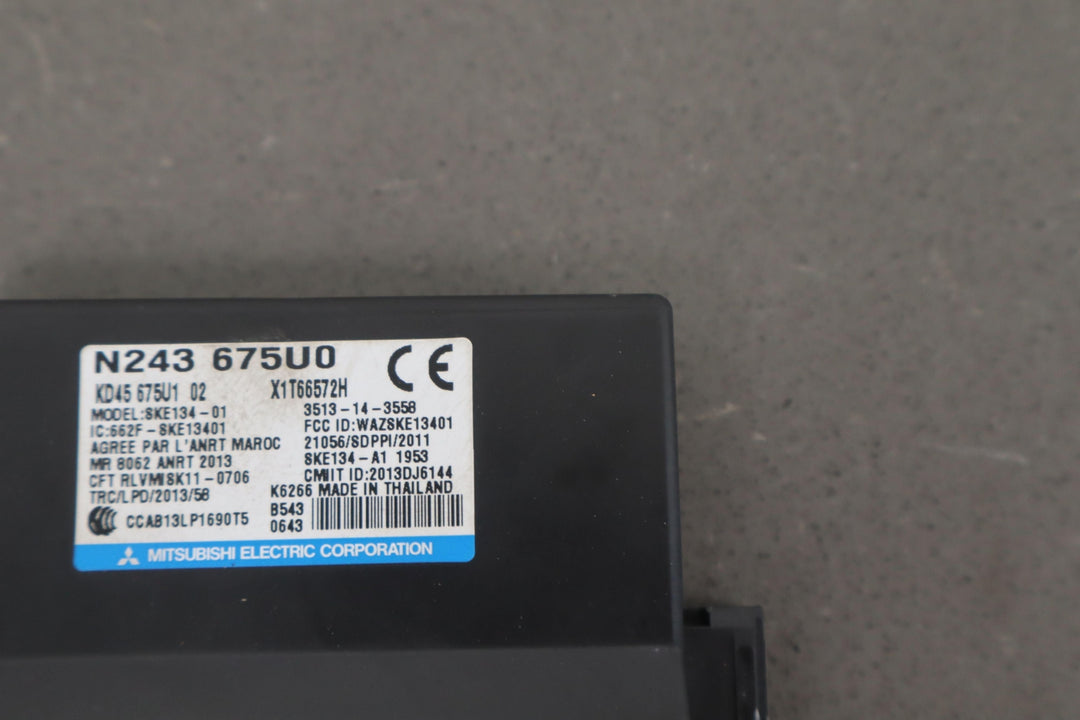 N243 675U0
KD45 675U1 02 X1T66572H
CE
MODEL:SKE134-01 3513-14-3558
IC:662F-SKE13401 FCC ID:WAZSKE13401
AGREE PAR L'ANRT MAROC 21056/SDPPI/2011
MR 8062 ANRT 2013 SKE134-A1 1953
CFT RLVMISK11-0706 CMIIT ID:2013DJ6144
TRC/LPD/2013/58 K6266 MADE IN THAILAND
CCAB13LP1690T5 B543
0643
MITSUBISHI ELECTRIC CORPORATION